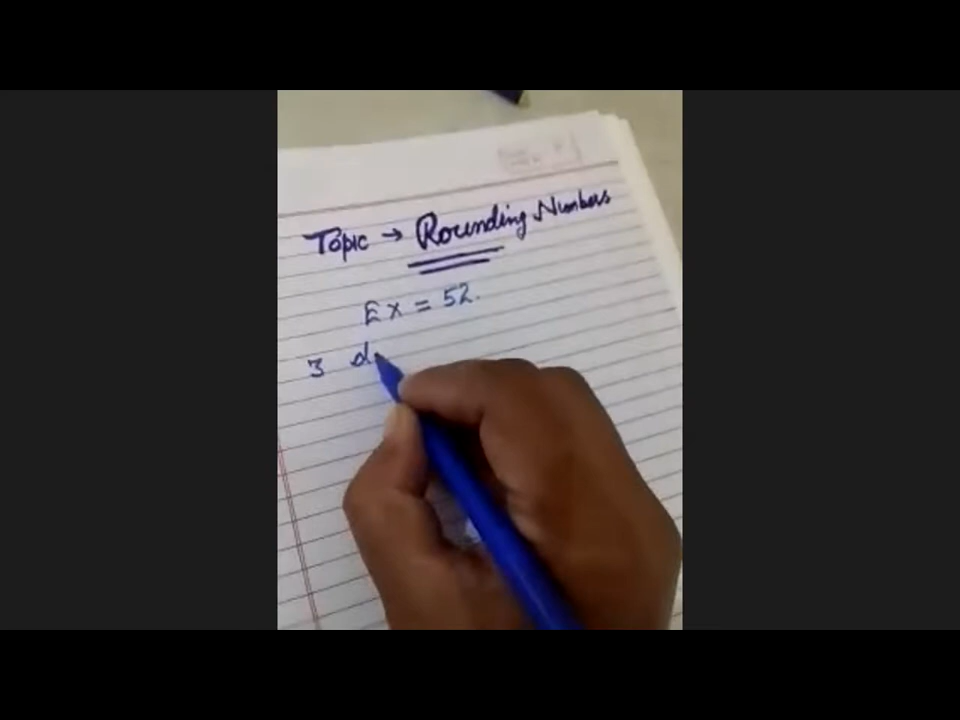 Topic → Rounding Numbers
Ex = 52.
3 d